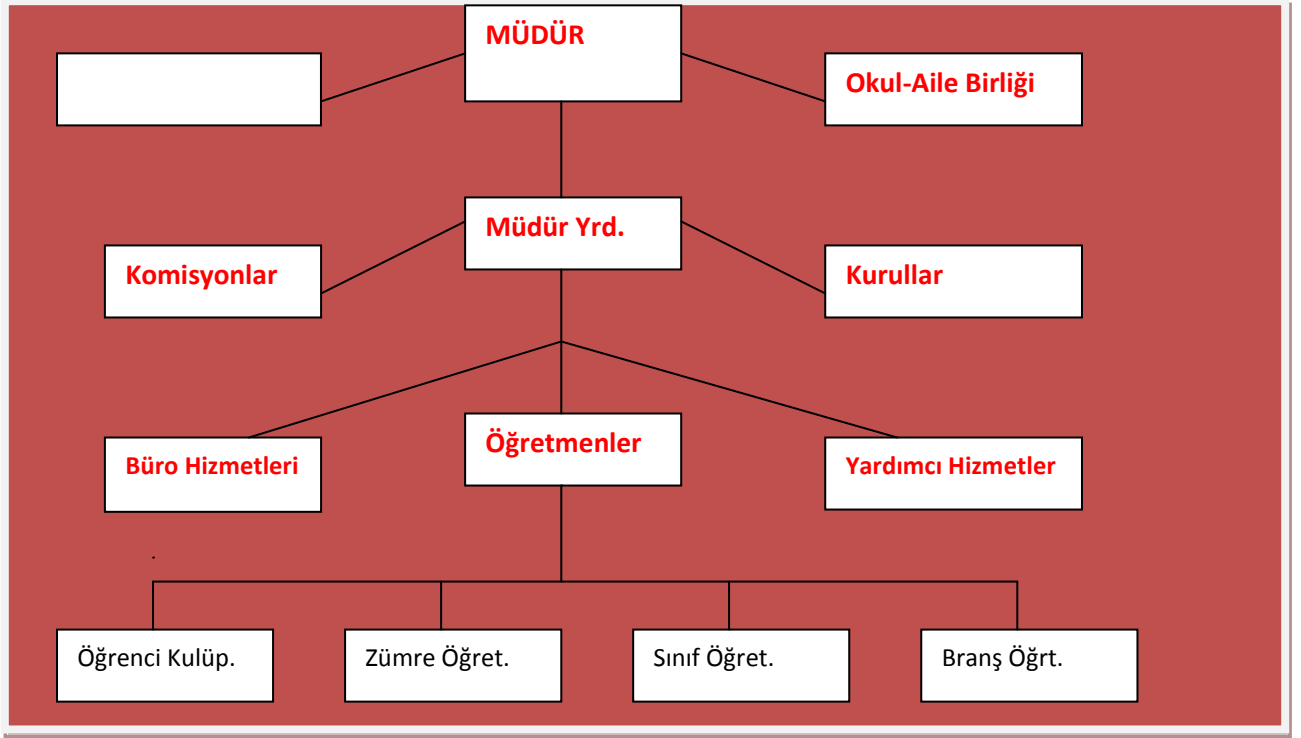 MÜDÜR
Okul-Aile Birliği
Müdür Yrd.
Komisyonlar
Kurullar
Büro Hizmetleri
Öğretmenler
Yardımcı Hizmetler
.
Öğrenci Kulüp.
Zümre Öğret.
Sınıf Öğret.
Branş Öğrt.